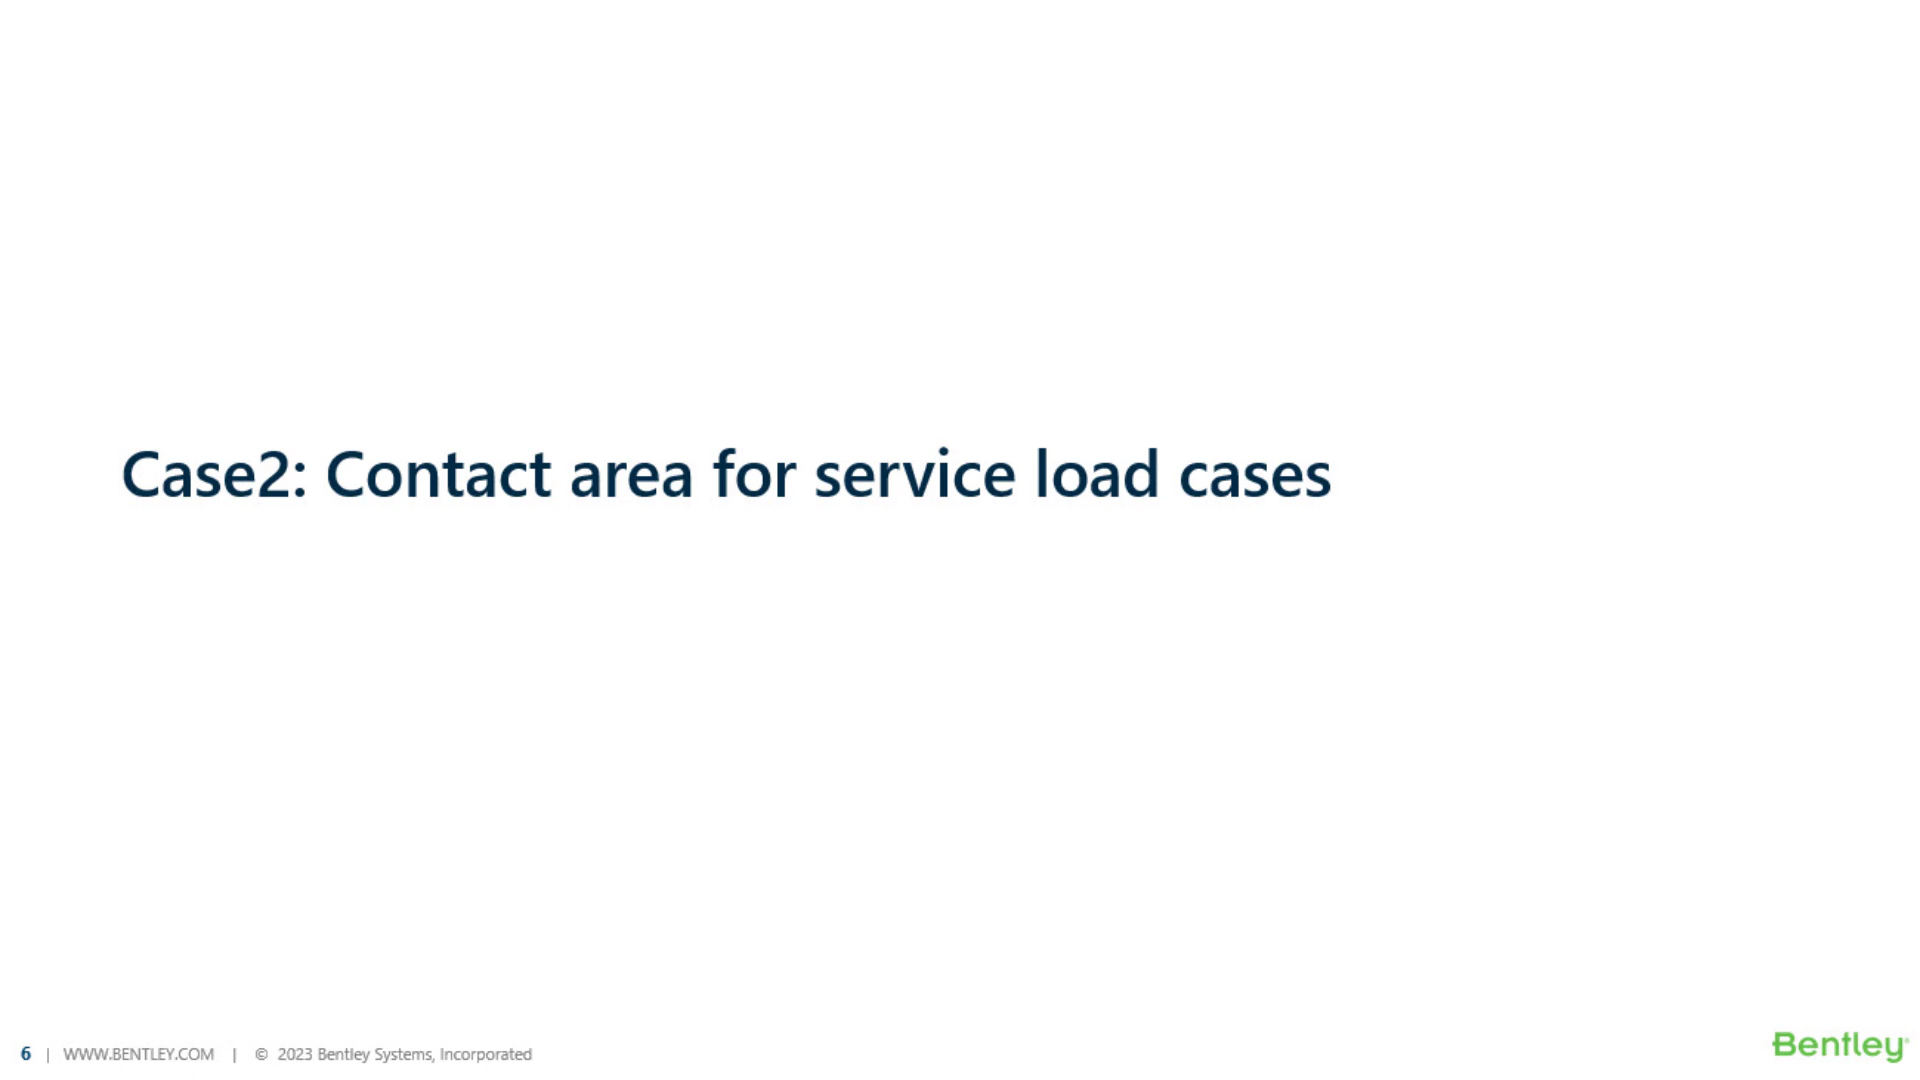 Case2: Contact area for service load cases
6 | WWW.BENTLEY.COM | © 2023 Bentley Systems, Incorporated
Bentley